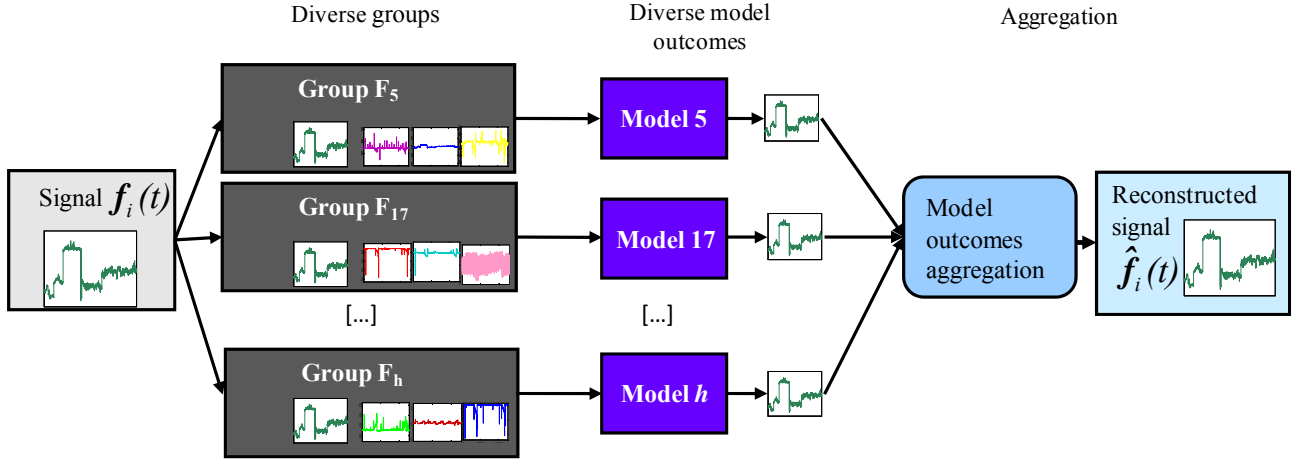 Diverse groups
Diverse model
outcomes
Aggregation
Group F5
Model 5
Signal fi(t)
Group F17
Model 17
Model
outcomes
aggregation
Reconstructed
signal
f̂i(t)
[...]
[...]
Group Fh
Model h